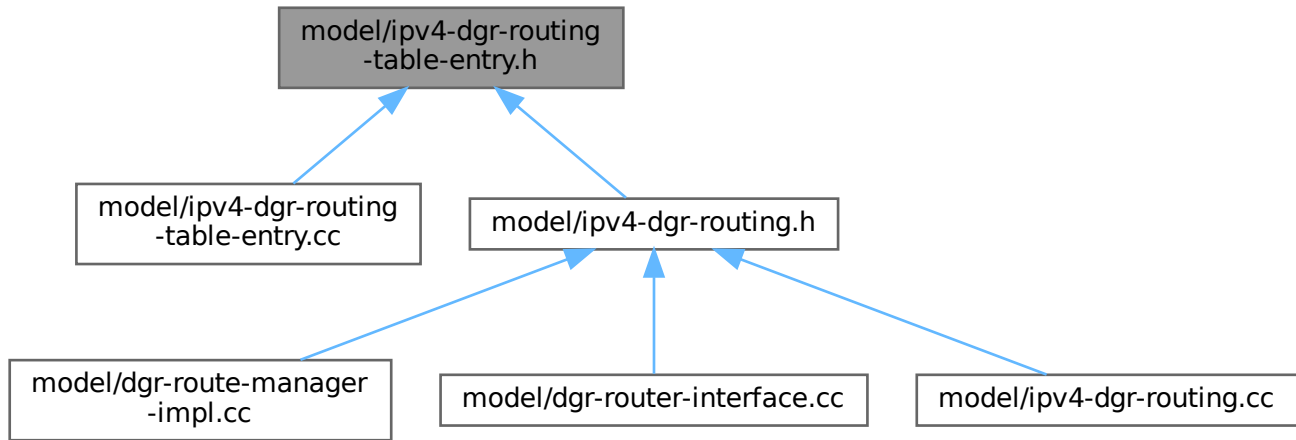 model/ipv4-dgr-routing
-table-entry.h
model/ipv4-dgr-routing
-table-entry.cc
model/ipv4-dgr-routing.h
model/dgr-route-manager
-impl.cc
model/dgr-router-interface.cc
model/ipv4-dgr-routing.cc